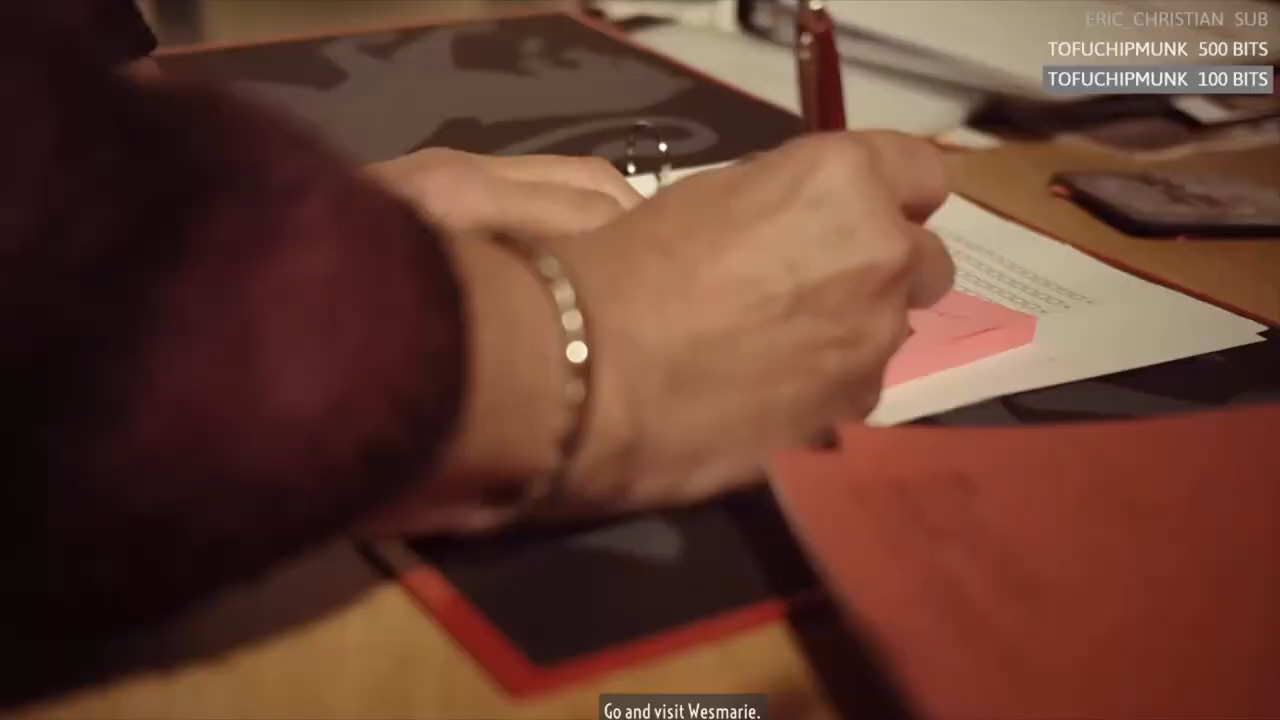 ERIC_CHRISTIAN SUB
TOFUCHIPMUNK 500 BITS
TOFUCHIPMUNK 100 BITS
Go and visit Wesmarie.